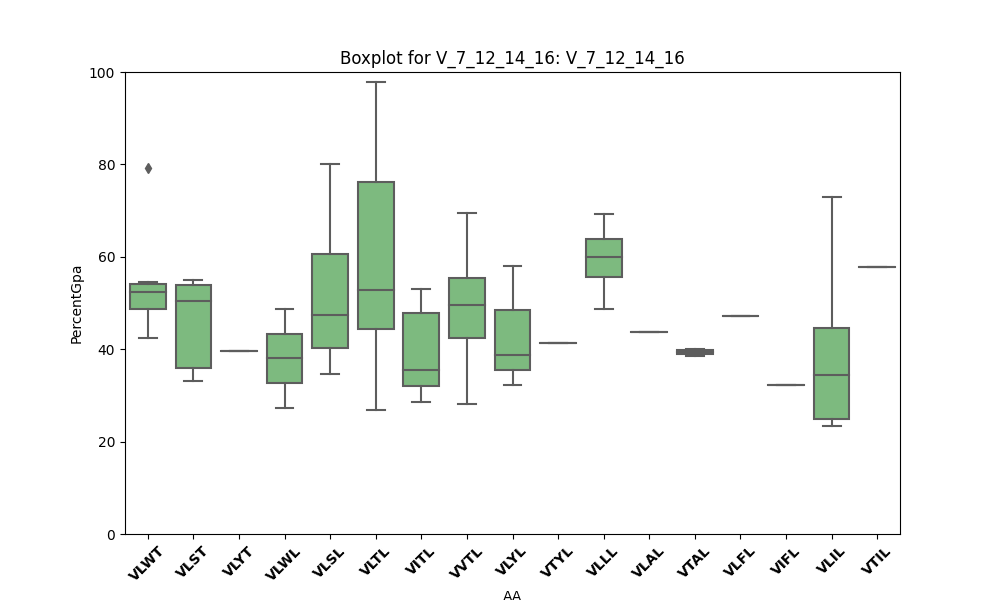 Boxplot for V_7_12_14_16: V_7_12_14_16
100
80
60
40
20
0
PercentGpa
VLWT VLST VLYT VLWL VLSL VLTL VITL VVTL VLYL VTYL VLLL VLAL VTAL VLFL VIFL VLIL VTIL
AA